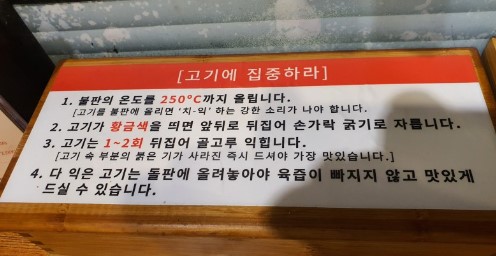 [고기에 집중하라]
1. 불판의 온도를 250°C까지 올립니다.
[고기를 불판에 올리면 '치-익' 하는 강한 소리가 나야 합니다.
2. 고기가 황금색을 띄면 앞뒤로 뒤집어 손가락 굵기로 자릅니다.
3. 고기는 1~2회 뒤집어 골고루 익힙니다.
[고기 속 부분의 붉은 기가 사라진 즉시 드셔야 가장 맛있습니다.]
4. 다 익은 고기는 돌판에 올려놓아야 육즙이 빠지지 않고 맛있게
드실 수 있습니다.